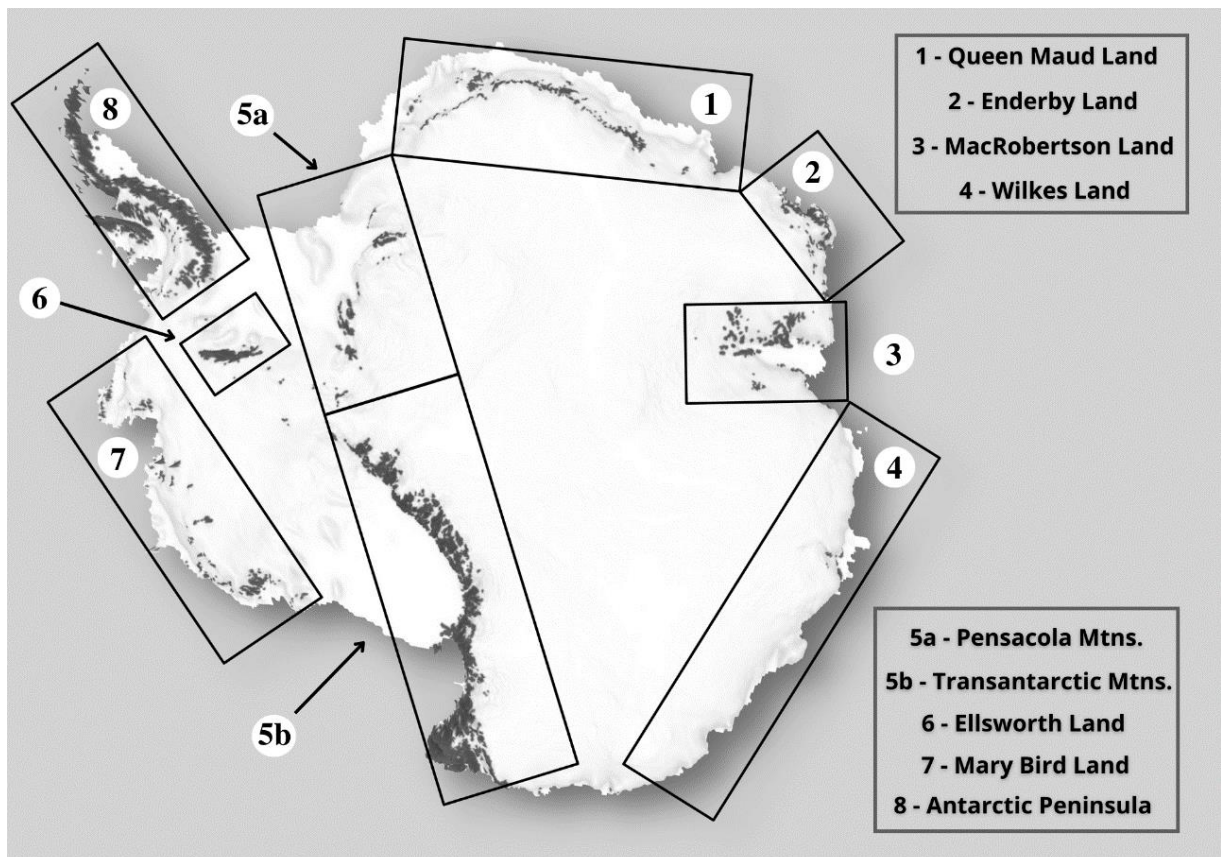 1 - Queen Maud Land
2 - Enderby Land
3 - MacRobertson Land
4 - Wilkes Land
8
5a
1
2
6
3
7
4
5b
5a - Pensacola Mtns.
5b - Transantarctic Mtns.
6 - Ellsworth Land
7 - Mary Bird Land
8 - Antarctic Peninsula